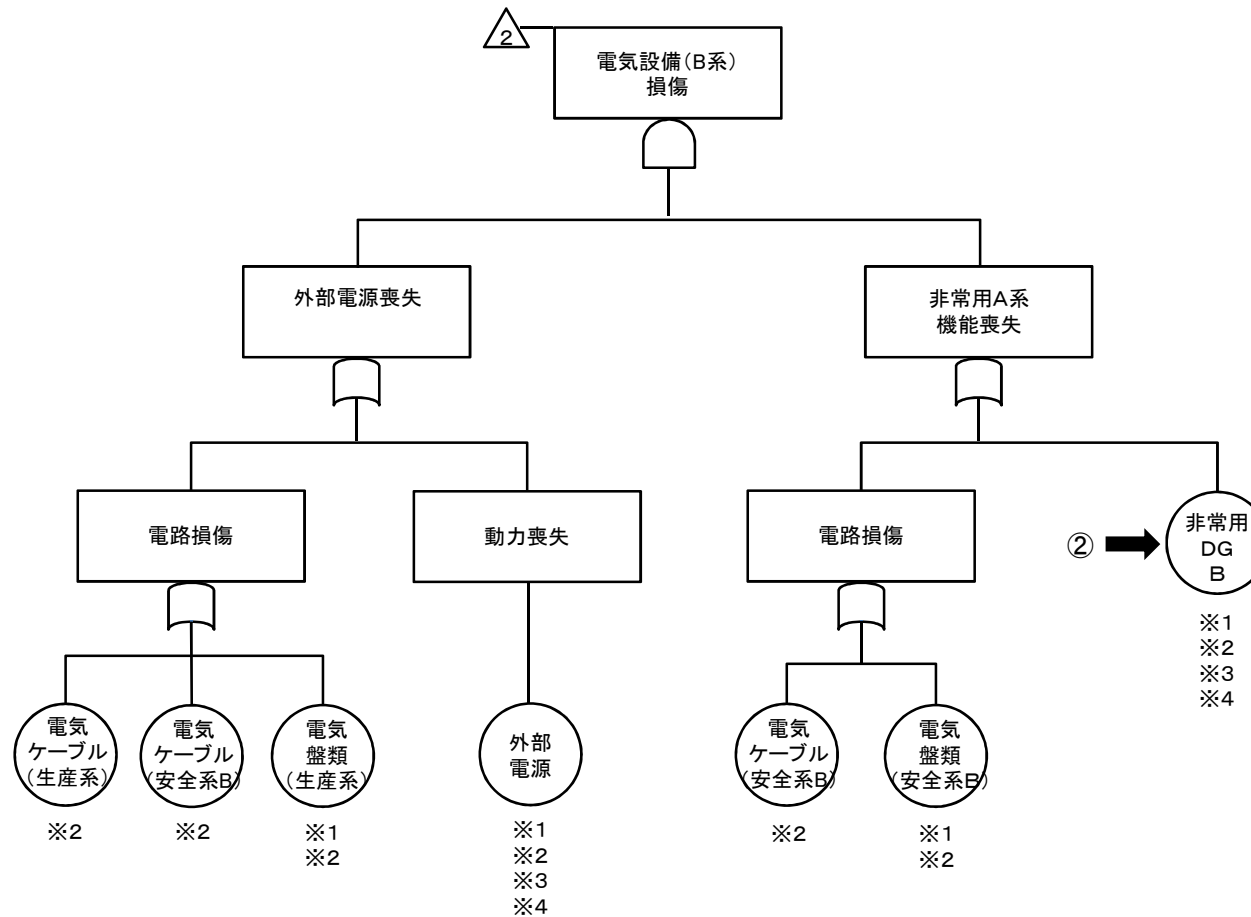 2
電気設備(B系)
損傷
外部電源喪失
非常用A系
機能喪失
電路損傷
動力喪失
電路損傷
②
非常用
DG
B
※1
※2
※3
※4
電気
ケーブル
(生産系)
※2
電気
ケーブル
(安全系B)
※2
電気
盤類
(生産系)
※1
※2
外部
電源
※1
※2
※3
※4
電気
ケーブル
(安全系B)
※2
電気
盤類
(安全系B)
※1
※2